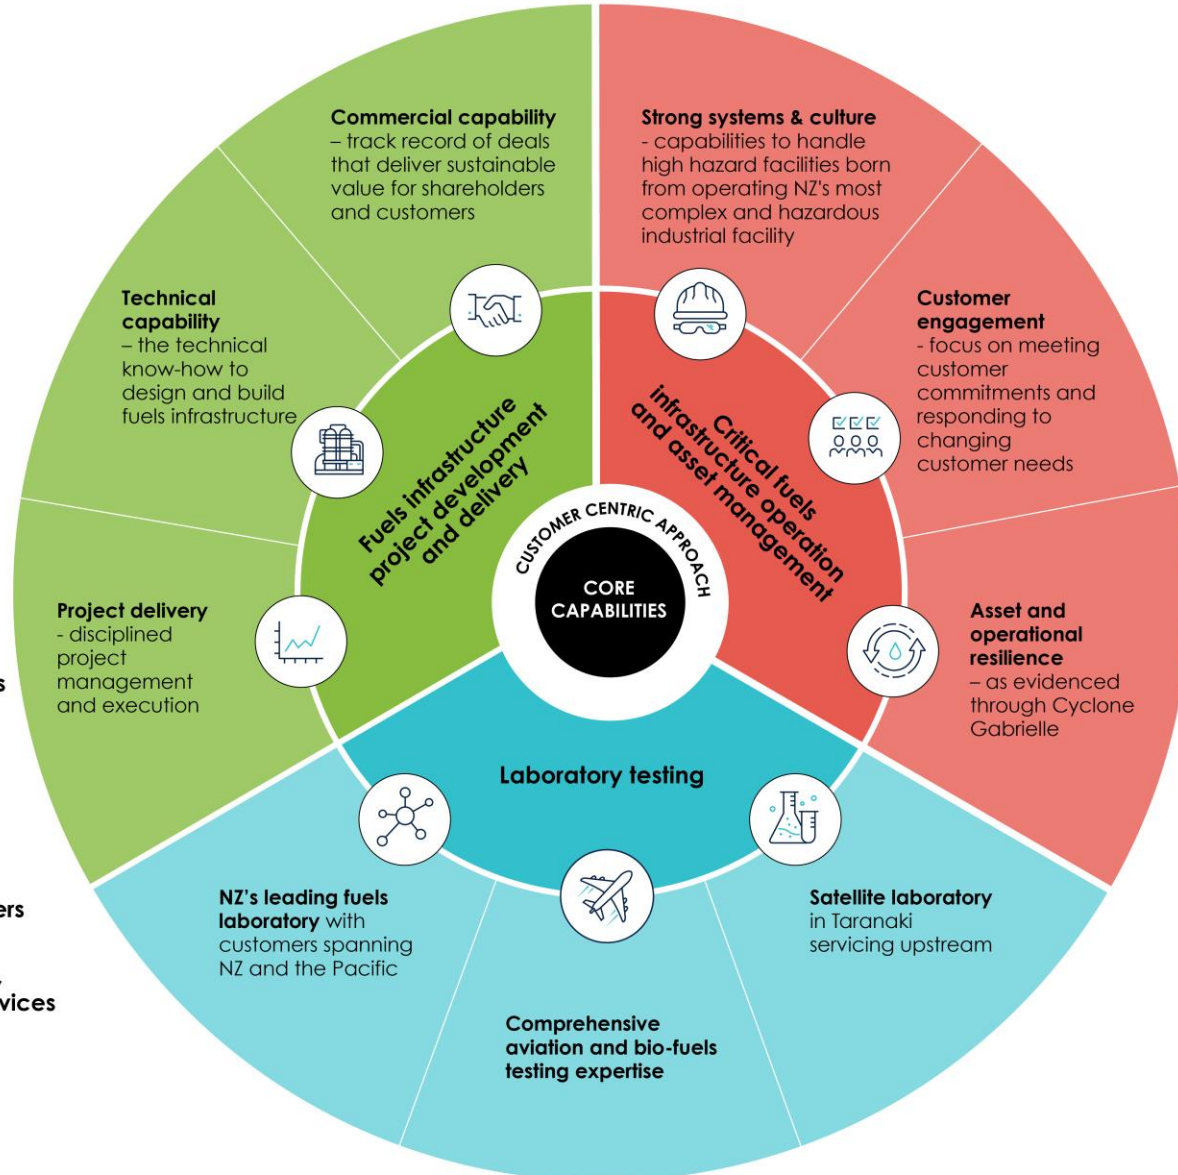 Commercial capability
– track record of deals
that deliver sustainable
value for shareholders
and customers
Strong systems & culture
- capabilities to handle
high hazard facilities born
from operating NZ's most
complex and hazardous
industrial facility
Technical
capability
– the technical
know-how to
design and build
fuels infrastructure
Customer
engagement
- focus on meeting
customer
commitments and
responding to
changing
customer needs
Fuels infrastructure
project development
and delivery
Critical fuels
infrastructure operation
and asset management
CUSTOMER CENTRIC APPROACH
CORE
CAPABILITIES
Project delivery
- disciplined
project
management
and execution
Asset and
operational
resilience
– as evidenced
through Cyclone
Gabrielle
Laboratory testing
NZ’s leading fuels
laboratory with
customers spanning
NZ and the Pacific
Satellite laboratory
in Taranaki
servicing upstream
Comprehensive
aviation and bio-fuels
testing expertise